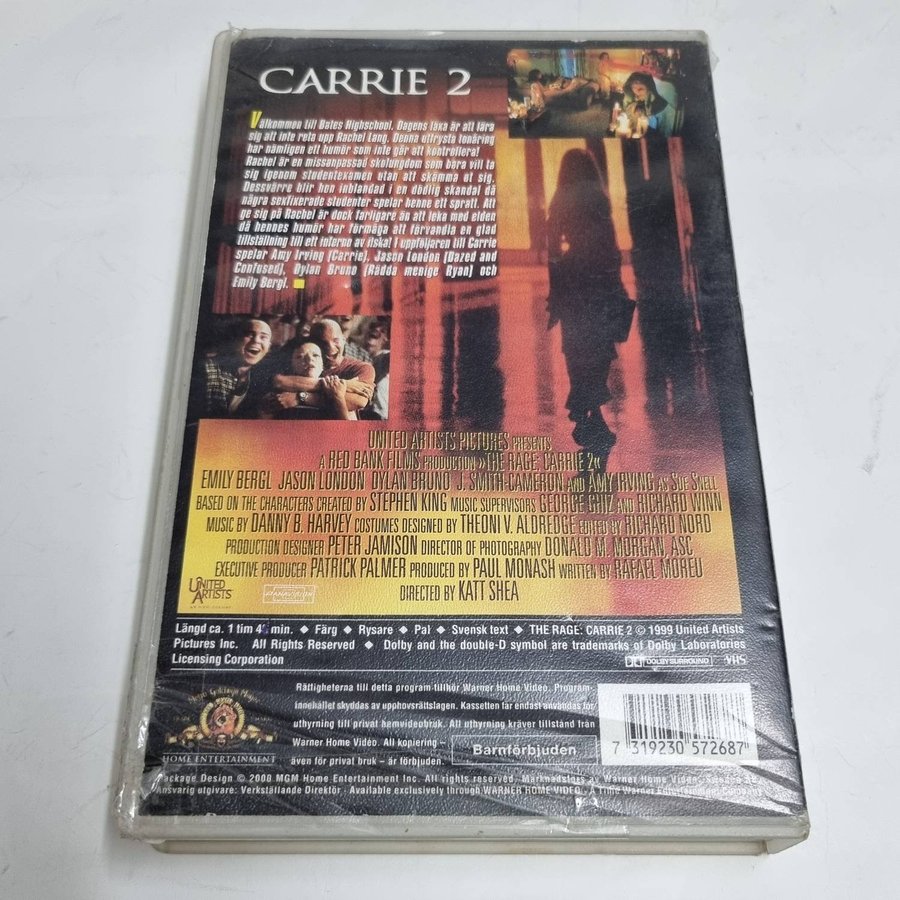 CARRIE 2
Välkommen till Bates Highschool. Dagens läxa är att lära
sig att inte reta upp Rachel Lang. Denna utfrysta tonåring
har nämligen ett humör som inte går att kontrollera!
Rachel är en missanpassad skolungdom som bara vill ta
sig igenom studentexamen utan att skämma ut sig.
Dessvärre blir hon inblandad i en dödlig skandal då
några sexfixerade studenter spelar henne ett spratt. Att
ge sig på Rachel är dock farligare än att leka med elden
då hennes humör har förmåga att förvandla en glad
tillställning till ett inferno av ilska! I uppföljaren till Carrie
spelar Amy Irving (Carrie), Jason London (Dazed and
Confused), Dylan Bruno (Rädda menige Ryan) och
Emily Bergl.
UNITED ARTISTS PICTURES PRESENTS
A RED BANK FILMS PRODUCTION »THE RAGE: CARRIE 2«
EMILY BERGL JASON LONDON DYLAN BRUNO J. SMITH-CAMERON AND AMY IRVING AS SUE SNELL
BASED ON THE CHARACTERS CREATED BY STEPHEN KING MUSIC SUPERVISORS GEORGE GHIZ AND RICHARD WINN
MUSIC BY DANNY B. HARVEY COSTUMES DESIGNED BY THEONI V. ALDREDGE EDITED BY RICHARD NORD
PRODUCTION DESIGNER PETER JAMISON DIRECTOR OF PHOTOGRAPHY DONALD M. MORGAN, ASC
EXECUTIVE PRODUCER PATRICK PALMER PRODUCED BY PAUL MONASH WRITTEN BY RAFAEL MOREU
DIRECTED BY KATT SHEA
UNITED
ARTISTS
PANAVISION
Längd ca. 1 tim min. ◆ Färg ◆ Rysare ◆ Pal ◆ Svensk text ◆ THE RAGE: CARRIE 2 © 1999 United Artists
Pictures Inc. All Rights Reserved ◆ Dolby and the double-D symbol are trademarks of Dolby Laboratories
Licensing Corporation
DOLBY SURROUND
VHS
Rättigheterna till detta program tillhör Warner Home Video. Program-
innehållet skyddas av upphovsrättslagen. Kassetten får endast användas för
uthyrning till privat hemvideobruk. All uthyrning kräver tillstånd från
Warner Home Video. All kopiering –
även för privat bruk – är förbjuden.
Barnförbjuden
7 319230 572687
HOME ENTERTAINMENT
Package Design © 2000 MGM Home Entertainment Inc. All rights reserved. Marknadsförs av Warner Home Video, Sweden AB.
Ansvarig utgivare: Verkställande Direktör · Available exclusively through WARNER HOME VIDEO · A Time Warner Entertainment Company